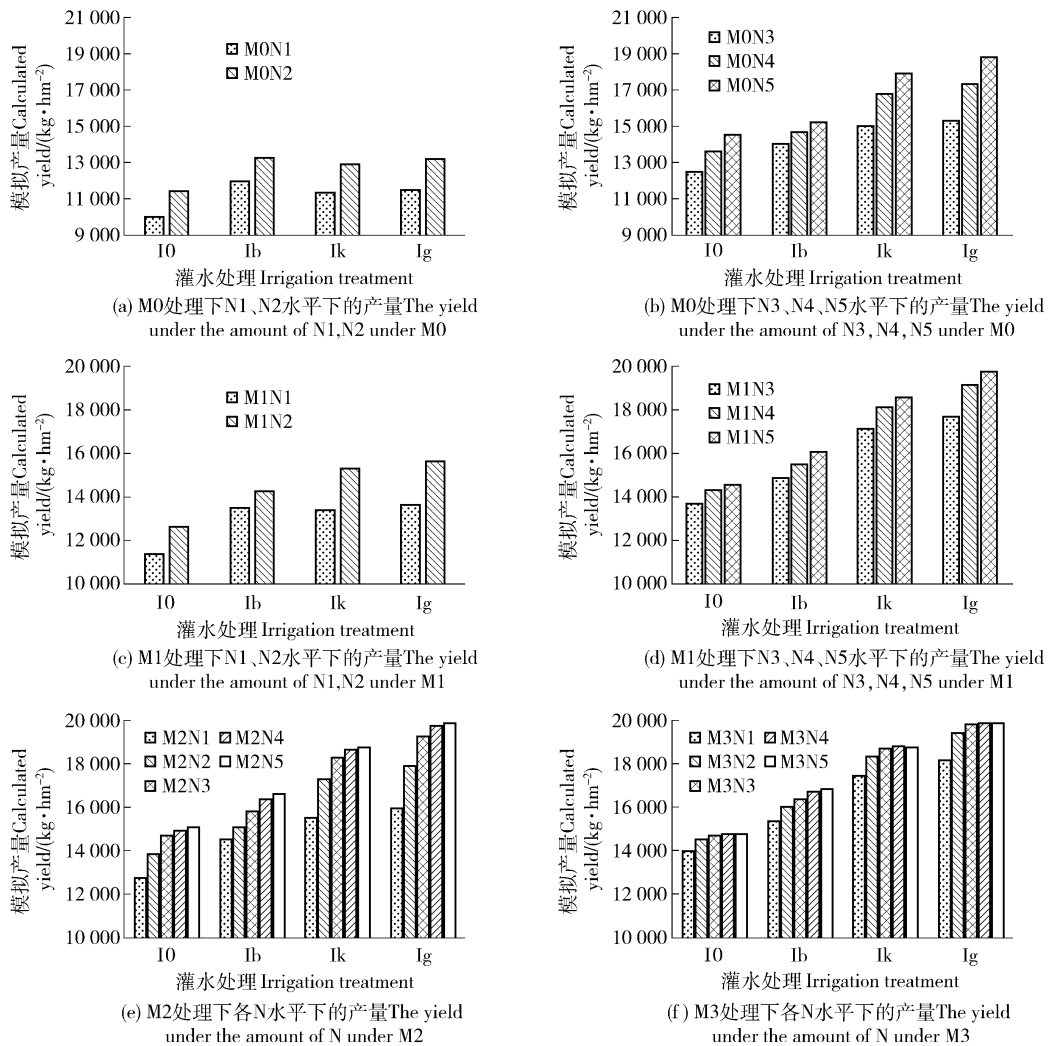 21 000
19 000
17 000
15 000
13 000
11 000
9 000
模拟产量Calculated
yield/(kg·hm⁻²)
M0N1
M0N2
I0 Ib Ik Ig
灌水处理 Irrigation treatment
(a) M0处理下N1、N2水平下的产量The yield
under the amount of N1,N2 under M0
21 000
19 000
17 000
15 000
13 000
11 000
9 000
模拟产量Calculated
yield/(kg·hm⁻²)
M0N3
M0N4
M0N5
I0 Ib Ik Ig
灌水处理 Irrigation treatment
(b) M0处理下N3、N4、N5水平下的产量The yield
under the amount of N3,N4,N5 under M0
20 000
18 000
16 000
14 000
12 000
10 000
模拟产量Calculated
yield/(kg·hm⁻²)
M1N1
M1N2
I0 Ib Ik Ig
灌水处理 Irrigation treatment
(c) M1处理下N1、N2水平下的产量The yield
under the amount of N1,N2 under M1
20 000
18 000
16 000
14 000
12 000
10 000
模拟产量Calculated
yield/(kg·hm⁻²)
M1N3
M1N4
M1N5
I0 Ib Ik Ig
灌水处理 Irrigation treatment
(d) M1处理下N3、N4、N5水平下的产量The yield
under the amount of N3,N4,N5 under M1
20 000
18 000
16 000
14 000
12 000
10 000
模拟产量Calculated
yield/(kg·hm⁻²)
M2N1 M2N4
M2N2 M2N5
M2N3
I0 Ib Ik Ig
灌水处理 Irrigation treatment
(e) M2处理下各N水平下的产量The yield
under the amount of N under M2
20 000
18 000
16 000
14 000
12 000
10 000
模拟产量Calculated
yield/(kg·hm⁻²)
M3N1 M3N4
M3N2 M3N5
M3N3
I0 Ib Ik Ig
灌水处理 Irrigation treatment
(f) M3处理下各N水平下的产量The yield
under the amount of N under M3